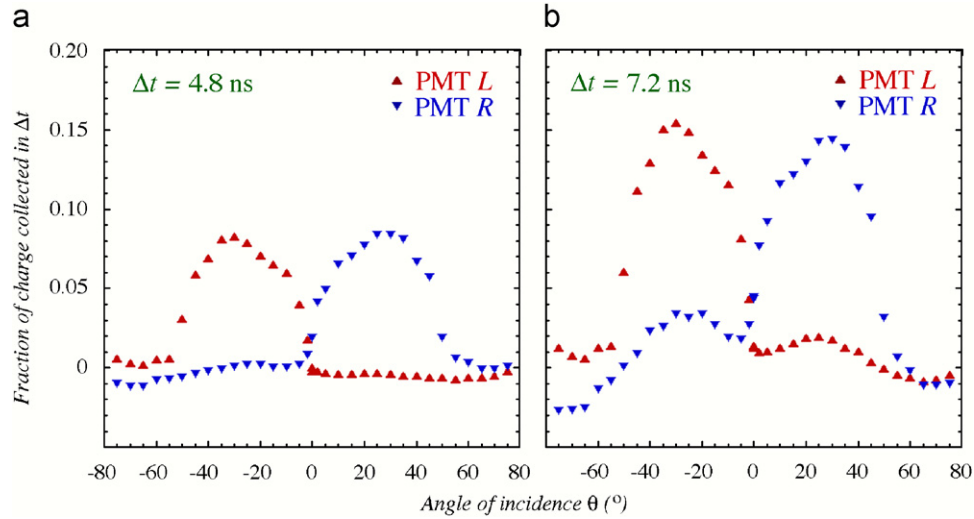 a
b
Δt = 4.8 ns
PMT L
PMT R
Δt = 7.2 ns
PMT L
PMT R
0.20
0.15
0.10
0.05
0
Fraction of charge collected in Δt
-80 -60 -40 -20 0 20 40 60 80
-60 -40 -20 0 20 40 60 80
Angle of incidence θ (°)